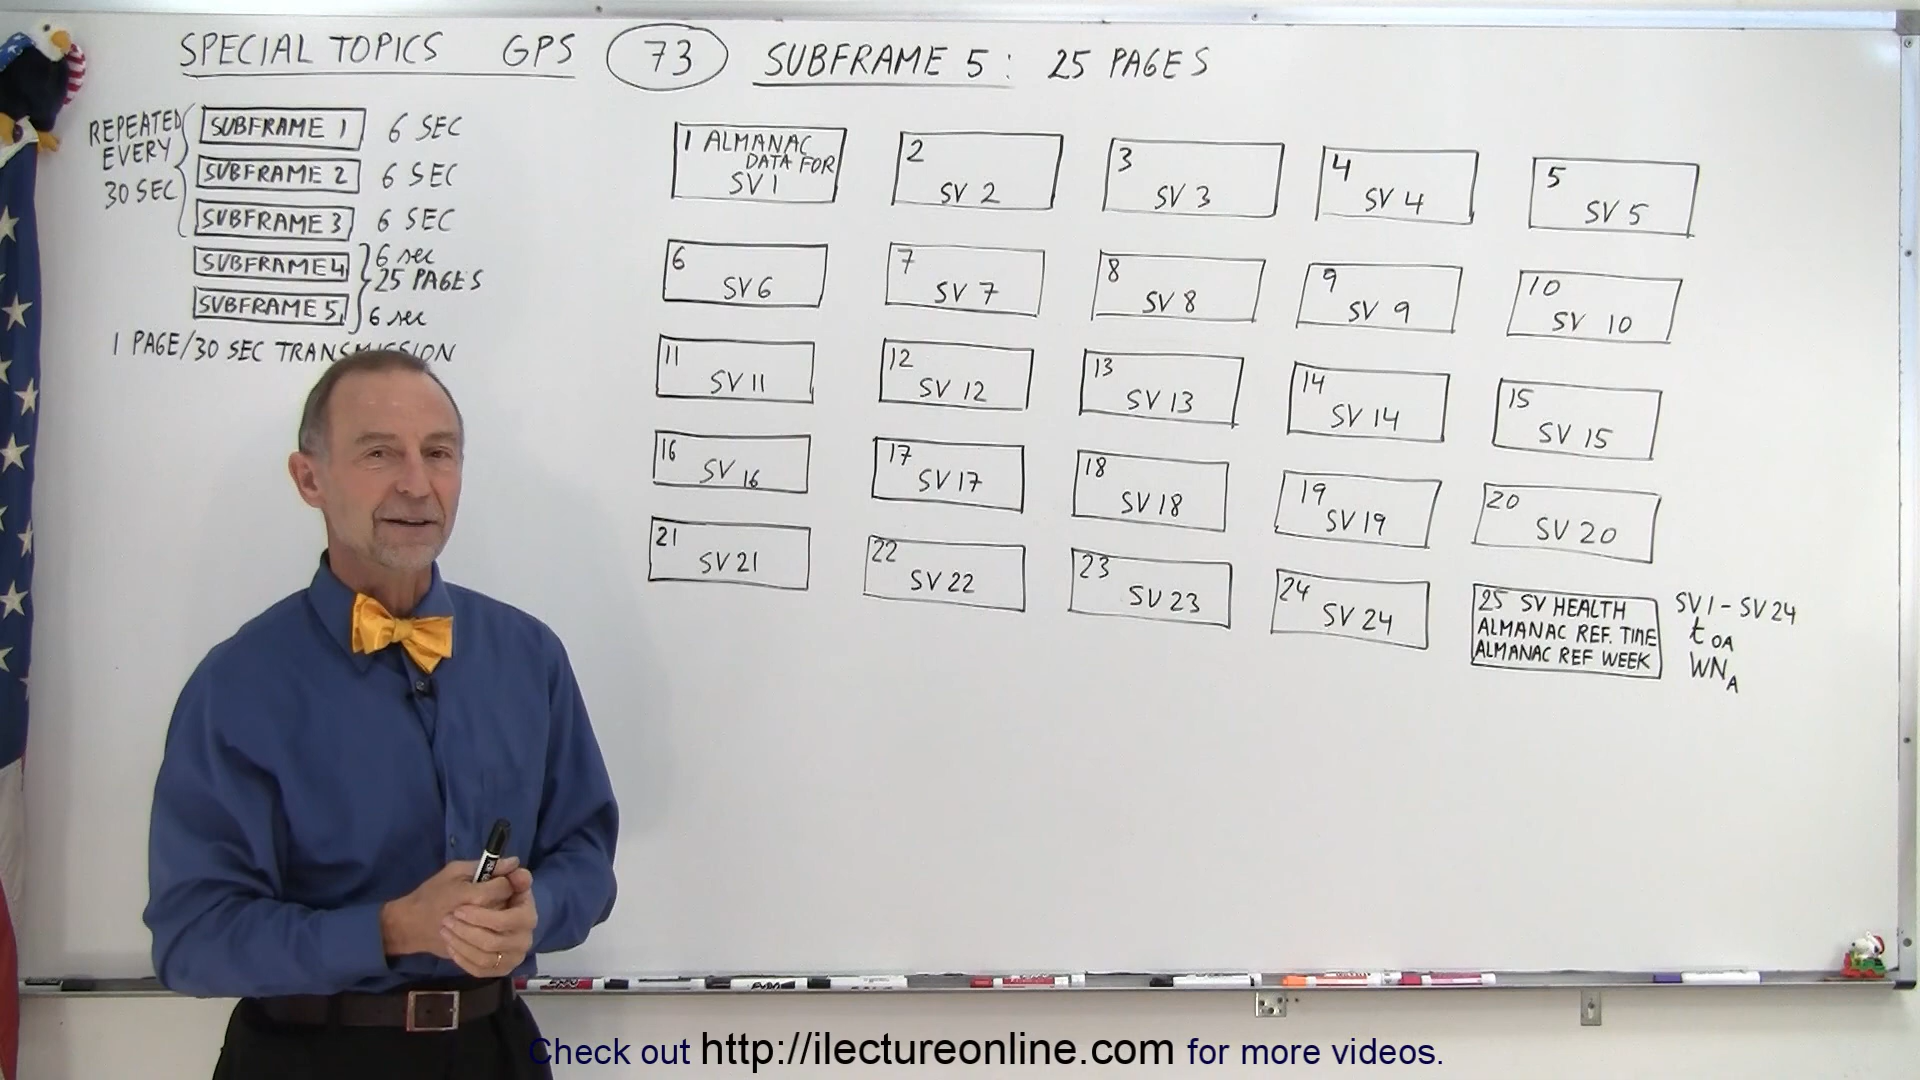 SPECIAL TOPICS GPS 73 SUBFRAME 5: 25 PAGES
REPEATED
EVERY
30 SEC
SUBFRAME 1 6 SEC
SUBFRAME 2 6 SEC
SUBFRAME 3 6 SEC
SUBFRAME 4 6 sec
25 PAGES
SUBFRAME 5 6 sec
1 PAGE/30 SEC TRANSMISSION
1 ALMANAC
DATA FOR
SV 1
2
SV 2
3
SV 3
4
SV 4
5
SV 5
6
SV 6
7
SV 7
8
SV 8
9
SV 9
10
SV 10
11
SV 11
12
SV 12
13
SV 13
14
SV 14
15
SV 15
16
SV 16
17
SV 17
18
SV 18
19
SV 19
20
SV 20
21
SV 21
22
SV 22
23
SV 23
24
SV 24
25 SV HEALTH SV1 - SV24
ALMANAC REF. TIME t OA
ALMANAC REF WEEK WN A
Check out http://ilectureonline.com for more videos.